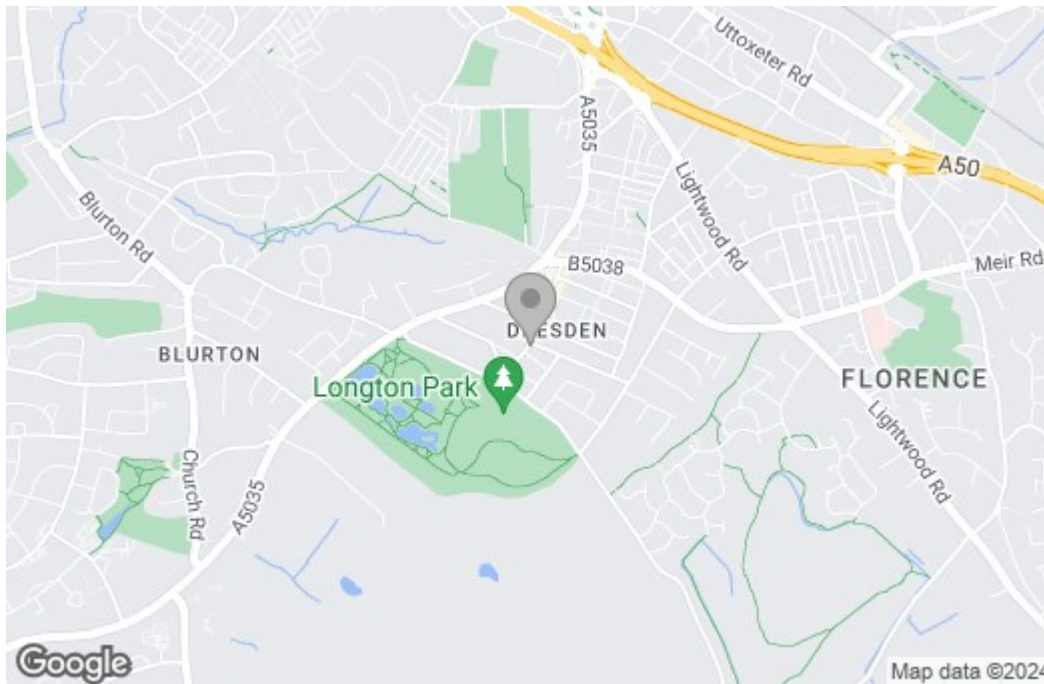 Uttoxeter Rd
A5035
A50
Blurton Rd
Lightwood Rd
B5038
Meir Rd
DRESDEN
BLURTON
Longton Park
FLORENCE
Church Rd
A5035
Lightwood Rd
Google
Map data ©2024